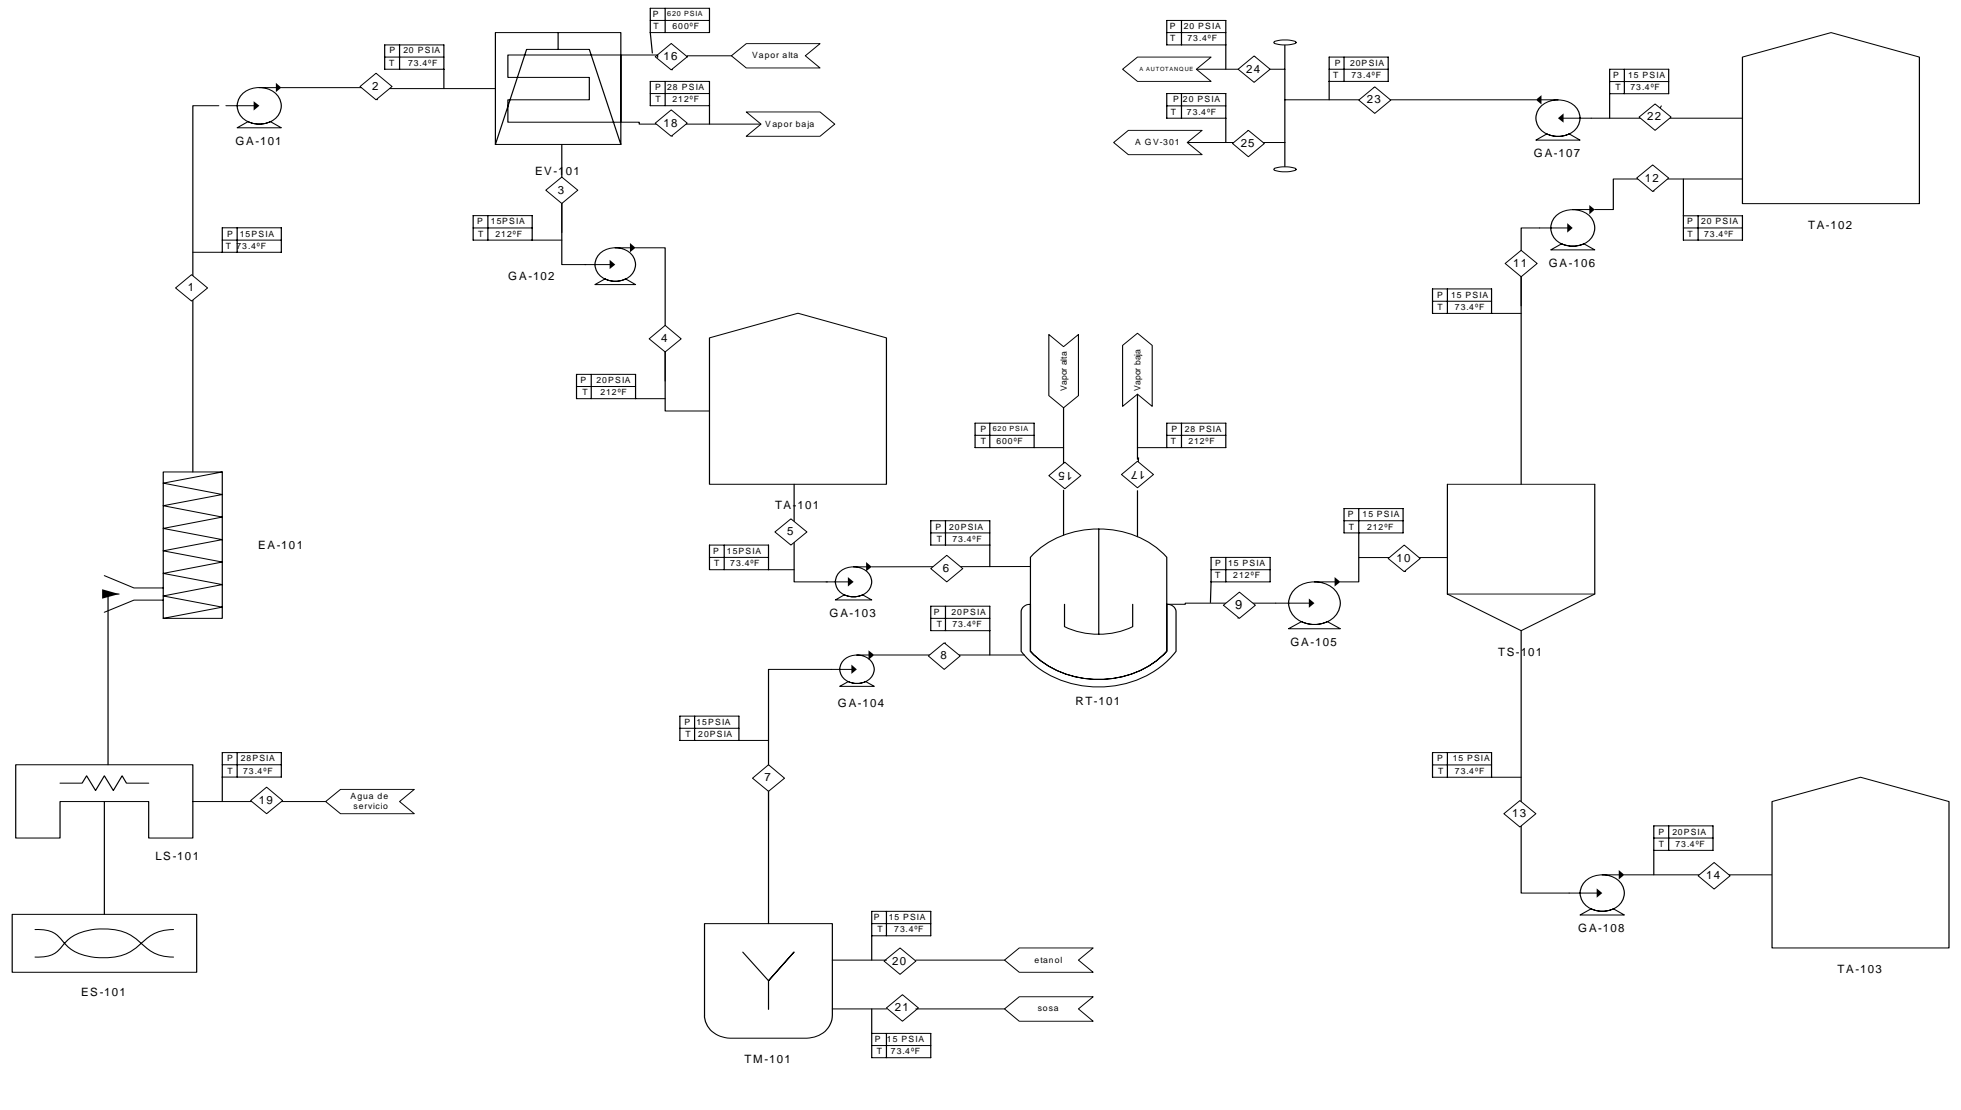 P 620 PSIA
T 600ºF
16
Vapor alta
P 20 PSIA
T 73.4ºF
2
GA-101
P 28 PSIA
T 212ºF
18
Vapor baja
EV-101
3
P 15PSIA
T 212ºF
GA-102
P 15PSIA
T 73.4ºF
1
4
P 20PSIA
T 212ºF
TA-101
5
P 15PSIA
T 73.4ºF
GA-103
P 20PSIA
T 73.4ºF
6
P 20PSIA
T 73.4ºF
8
GA-104
P 15PSIA
T 20PSIA
7
EA-101
P 28PSIA
T 73.4ºF
19
Agua de
servicio
LS-101
ES-101
TM-101
P 15 PSIA
T 73.4ºF
20
etanol
21
sosa
P 15 PSIA
T 73.4ºF
Vapor alta
Vapor baja
P 620 PSIA
T 600ºF
15
P 28 PSIA
T 212ºF
17
RT-101
P 15 PSIA
T 212ºF
9
GA-105
P 15 PSIA
T 212ºF
10
TS-101
P 15 PSIA
T 73.4ºF
11
GA-106
12
P 20 PSIA
T 73.4ºF
TA-102
P 15 PSIA
T 73.4ºF
22
GA-107
P 20PSIA
T 73.4ºF
23
P 20 PSIA
T 73.4ºF
A AUTOTANQUE
24
P 20 PSIA
T 73.4ºF
A GV-301
25
P 15 PSIA
T 73.4ºF
13
P 20PSIA
T 73.4ºF
14
GA-108
TA-103